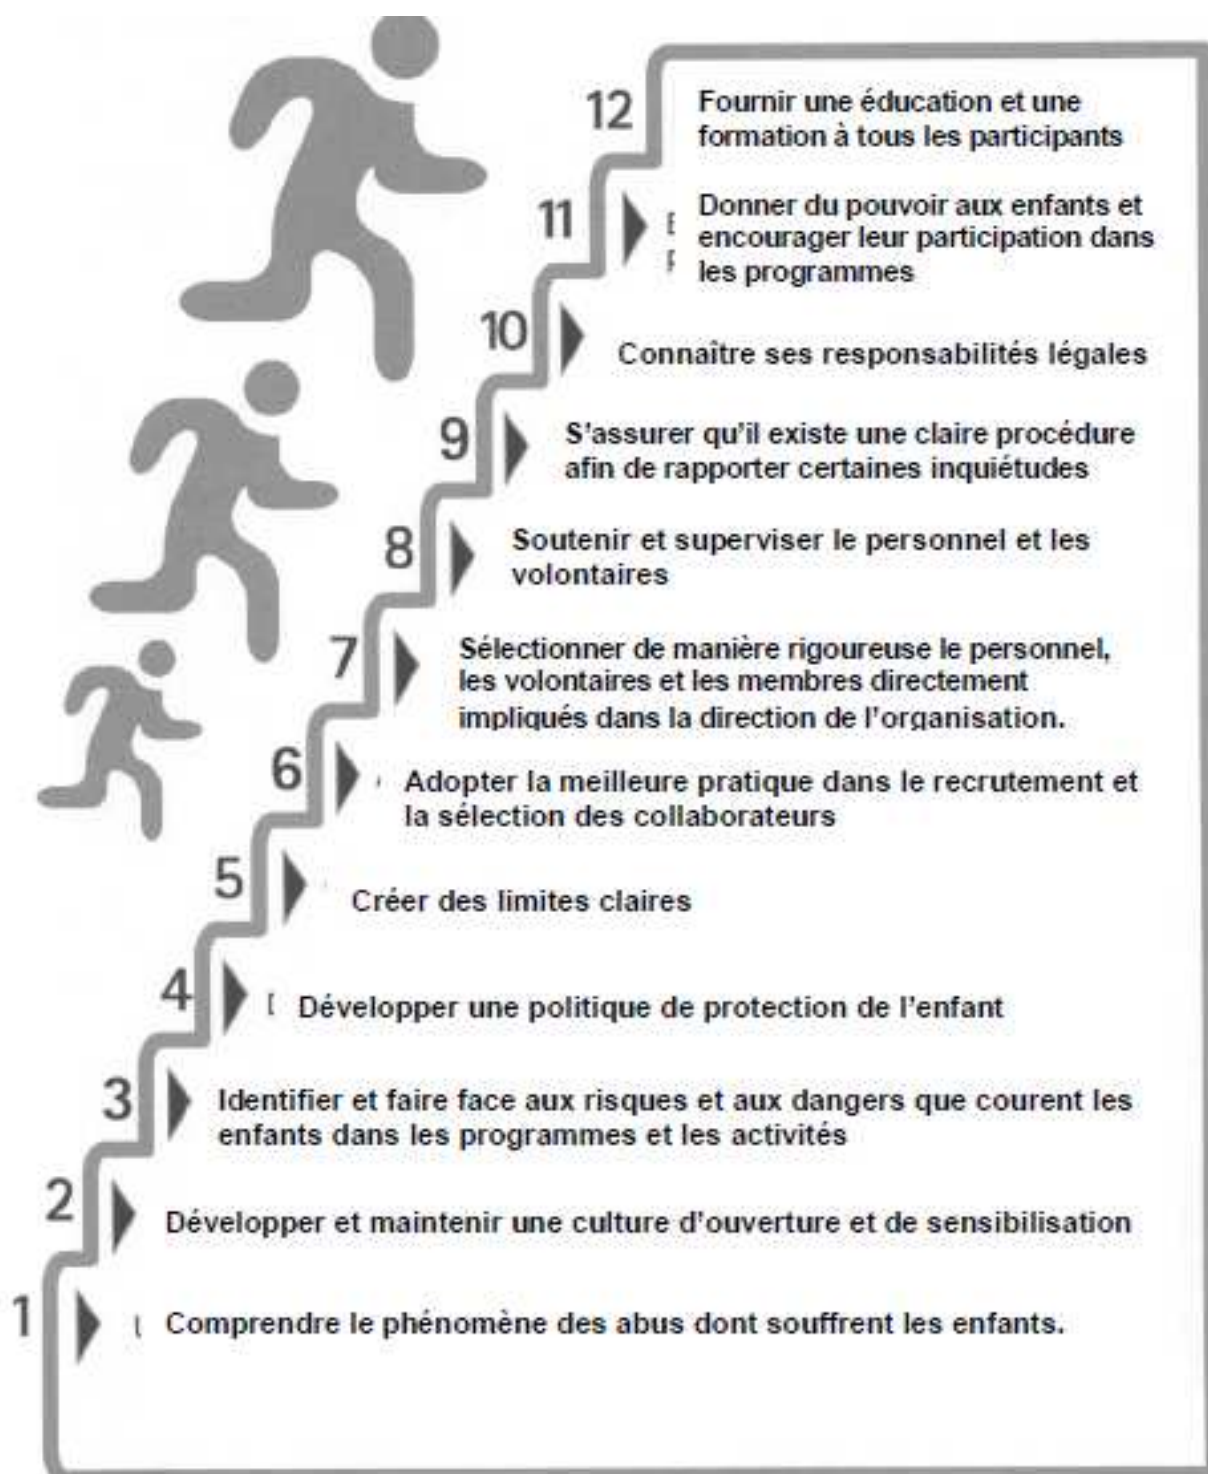 12
Fournir une éducation et une
formation à tous les participants
11
Donner du pouvoir aux enfants et
encourager leur participation dans
les programmes
10
Connaître ses responsabilités légales
9
S'assurer qu'il existe une claire procédure
afin de rapporter certaines inquiétudes
8
Soutenir et superviser le personnel et les
volontaires
7
Sélectionner de manière rigoureuse le personnel,
les volontaires et les membres directement
impliqués dans la direction de l'organisation.
6
Adopter la meilleure pratique dans le recrutement et
la sélection des collaborateurs
5
Créer des limites claires
4
Développer une politique de protection de l'enfant
3
Identifier et faire face aux risques et aux dangers que courent les
enfants dans les programmes et les activités
2
Développer et maintenir une culture d'ouverture et de sensibilisation
1
Comprendre le phénomène des abus dont souffrent les enfants.